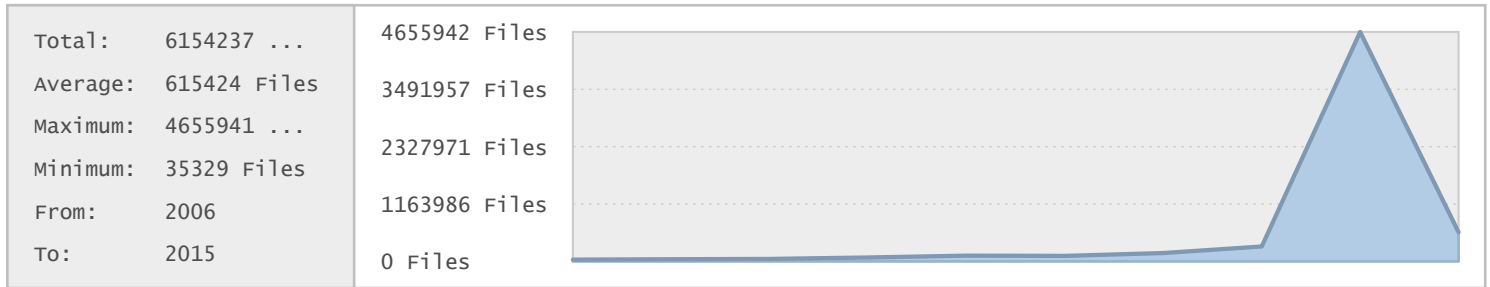 Total: 6154237 ...
Average: 615424 Files
Maximum: 4655941 ...
Minimum: 35329 Files
From: 2006
To: 2015
4655942 Files
3491957 Files
2327971 Files
1163986 Files
0 Files